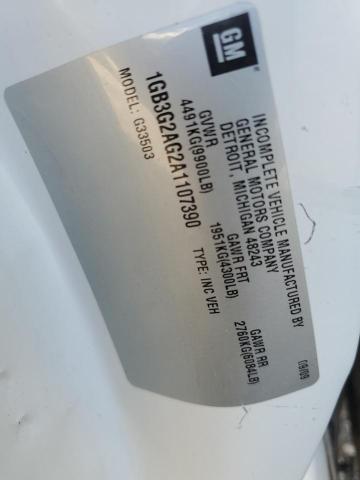 GM
INCOMPLETE VEHICLE MANUFACTURED BY
GENERAL MOTORS COMPANY
DETROIT, MICHIGAN 48243
09/09
GVWR GAWR FRT GAWR RR
4491KG(9900LB) 1951KG(4300LB) 2760KG(6084LB)
1GB3G2AG2A1107390 TYPE: INC VEH
MODEL: G33503